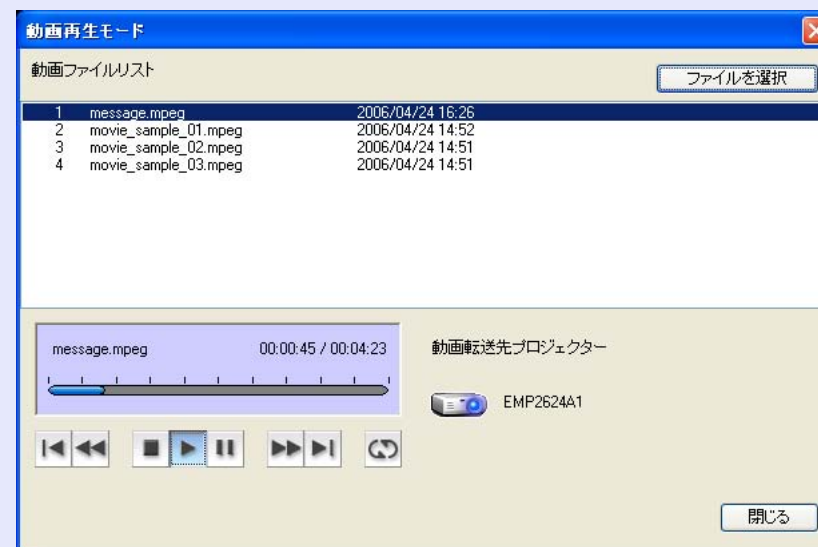 動画再生モード
動画ファイルリスト
ファイルを選択
1 message.mpeg 2006/04/24 16:26
2 movie_sample_01.mpeg 2006/04/24 14:52
3 movie_sample_02.mpeg 2006/04/24 14:51
4 movie_sample_03.mpeg 2006/04/24 14:51
message.mpeg 00:00:45 / 00:04:23
動画転送先プロジェクター
EMP2624A1
閉じる